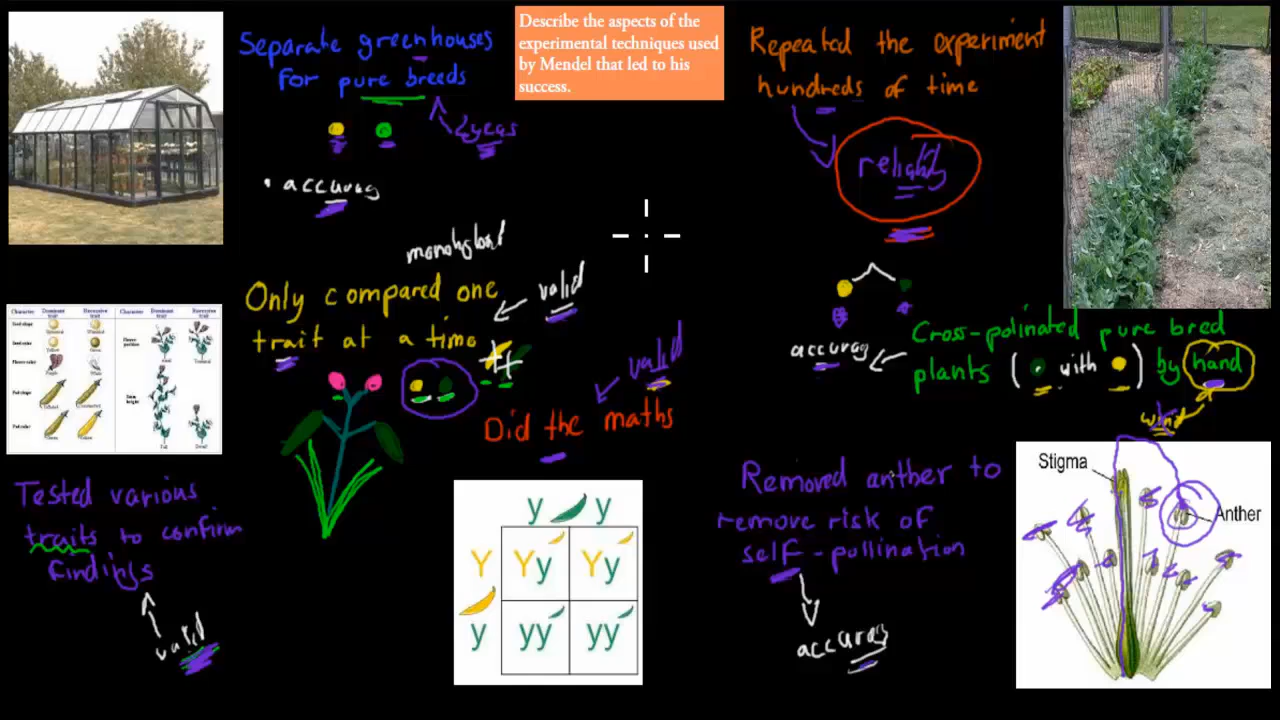 Separate greenhouses
for pure breeds
2years
• accuracy
Describe the aspects of the
experimental techniques used
by Mendel that led to his
success.
Repeated the experiment
hundreds of time
monohybrid
Only compared one
trait at a time
valid
valid
Did the maths
accuracy
Cross-polinated pure bred
plants ( with ) by hand
wind
Tested various
traits to confirm
findings
valid
y y
Y Yy Yy
y yy yy
Removed anther to
remove risk of
self-pollination
accuracy
Stigma
Anther